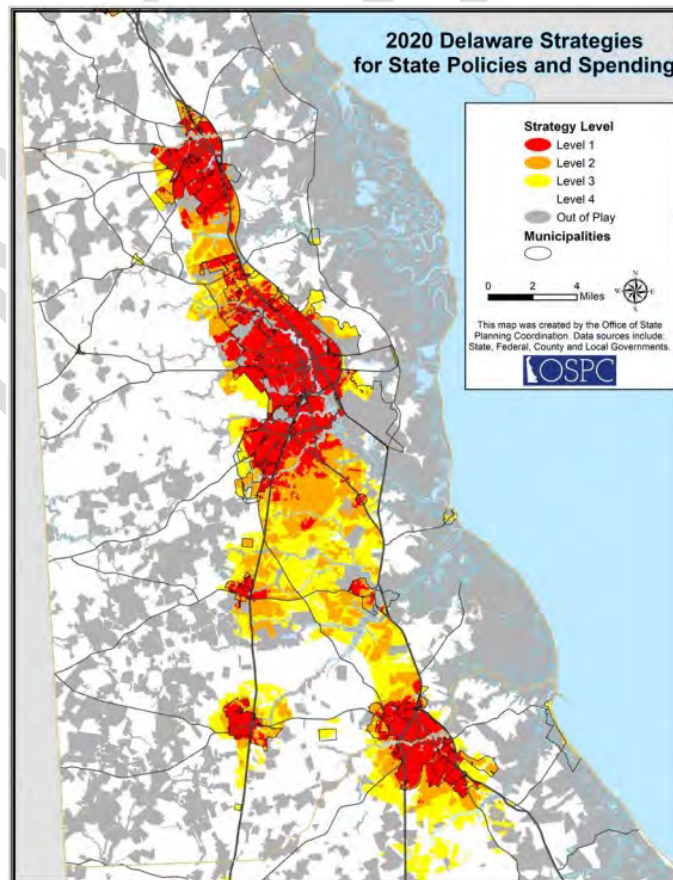 2020 Delaware Strategies
for State Policies and Spending
Strategy Level
Level 1
Level 2
Level 3
Level 4
Out of Play
Municipalities
0 2 4
Miles
N
W E
S
This map was created by the Office of State
Planning Coordination. Data sources include:
State, Federal, County and Local Governments.
OSPC